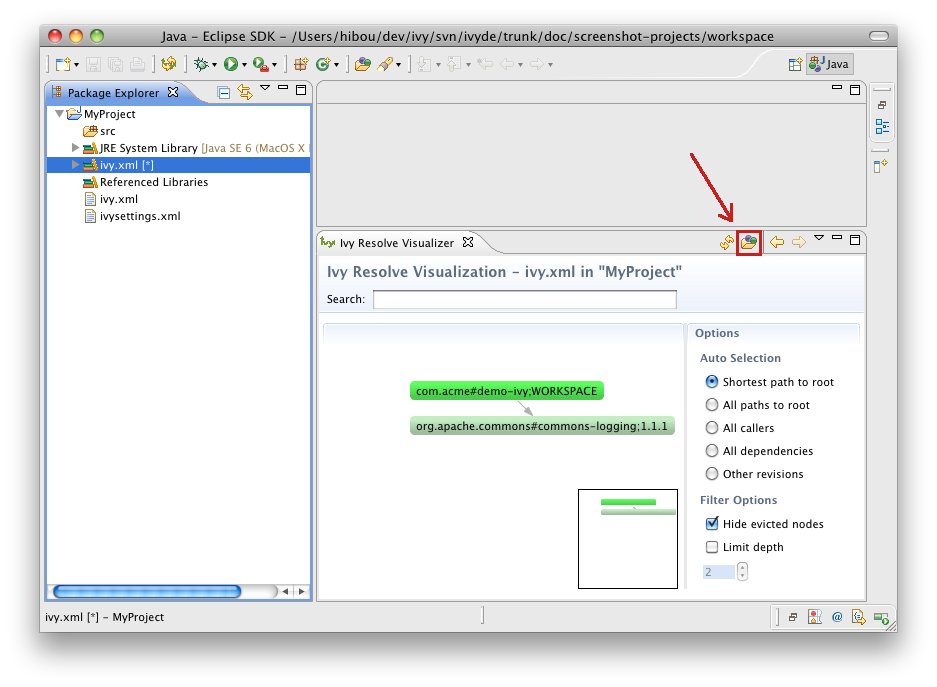 Java – Eclipse SDK – /Users/hibou/dev/ivy/svn/ivyde/trunk/doc/screenshot-projects/workspace
Java
Package Explorer
MyProject
src
JRE System Library [Java SE 6 (MacOS X
ivy.xml [*]
Referenced Libraries
ivy.xml
ivysettings.xml
ivy Ivy Resolve Visualizer
Ivy Resolve Visualization – ivy.xml in "MyProject"
Search:
com.acme#demo-ivy;WORKSPACE
org.apache.commons#commons-logging;1.1.1
Options
Auto Selection
Shortest path to root
All paths to root
All callers
All dependencies
Other revisions
Filter Options
Hide evicted nodes
Limit depth
2
ivy.xml [*] – MyProject
@